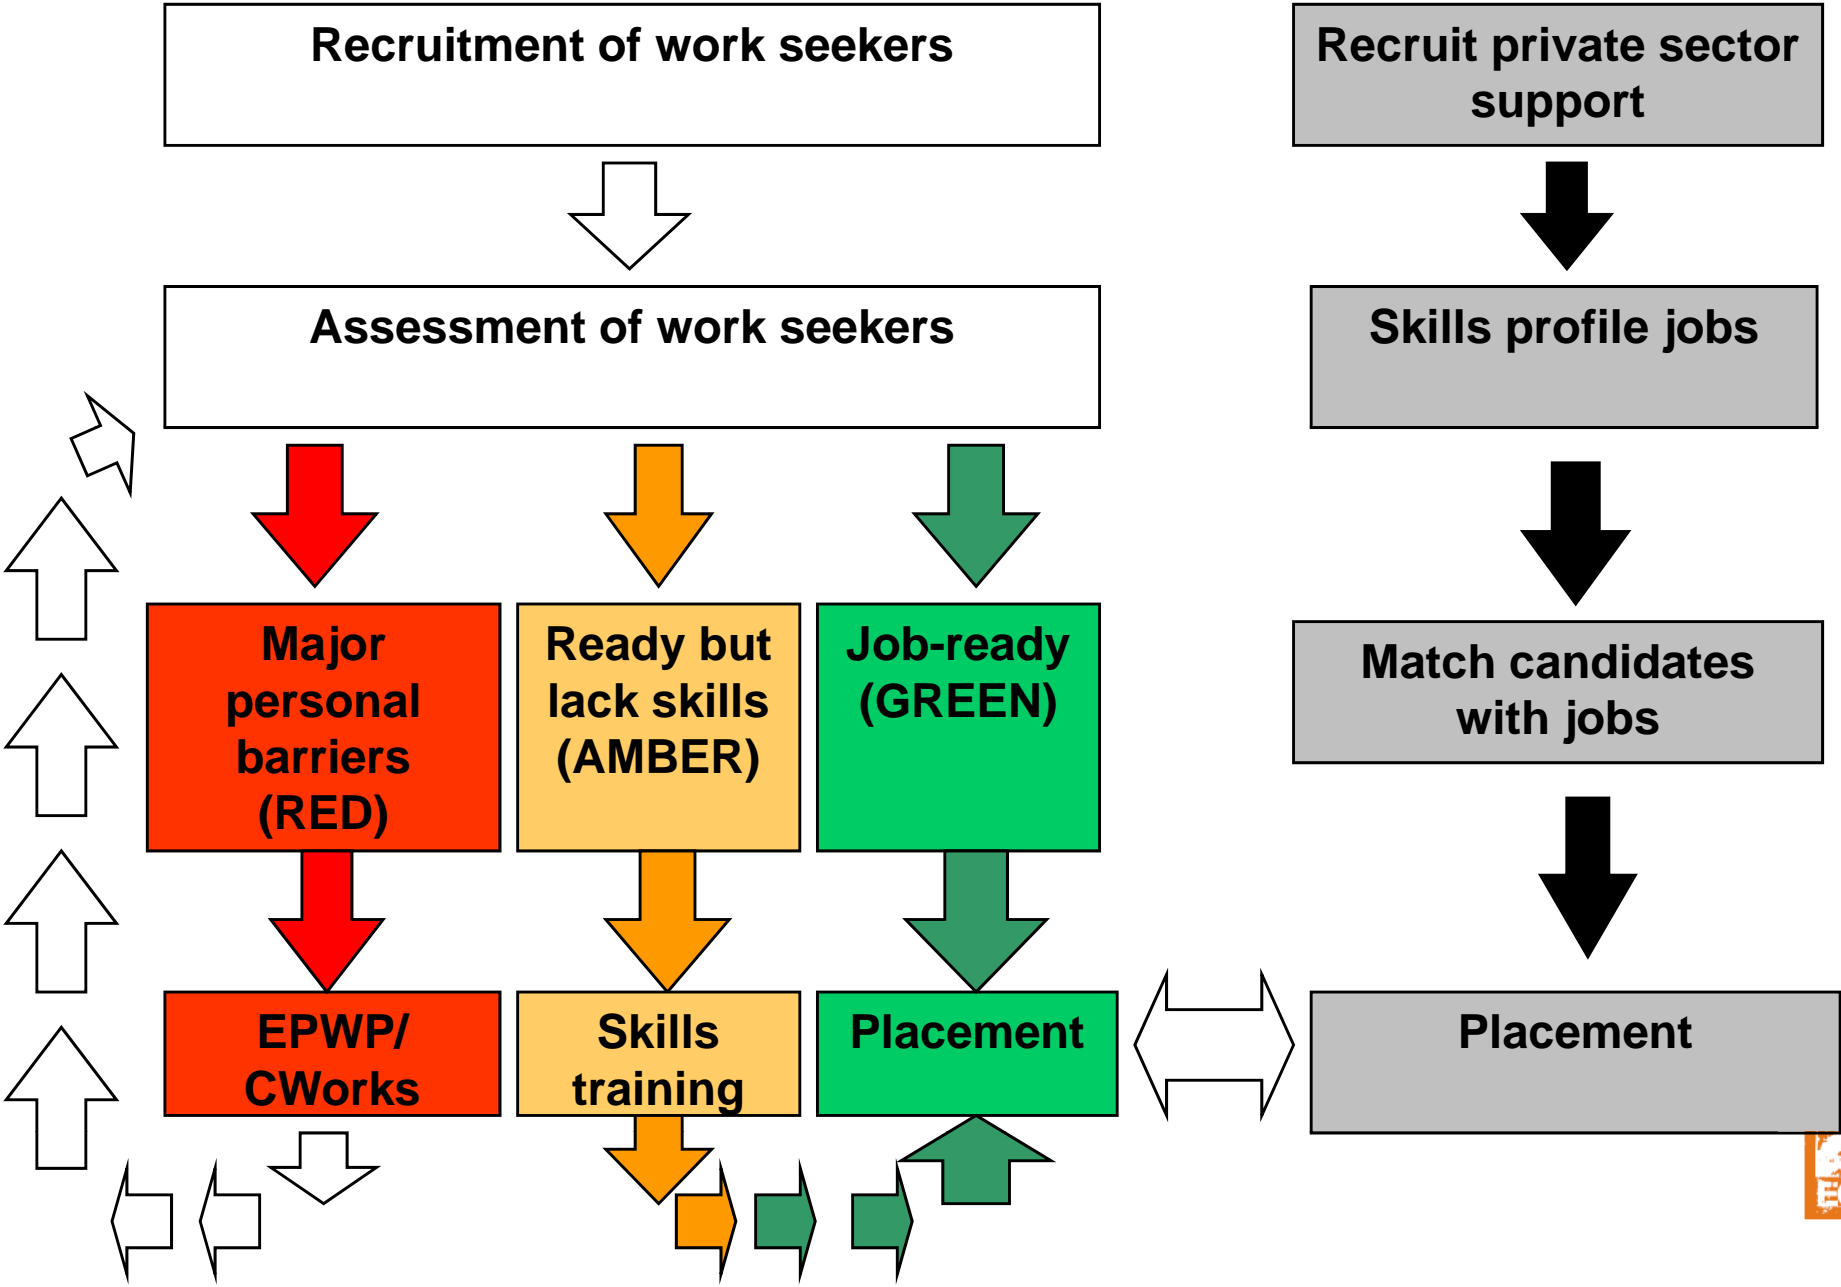 Recruitment of work seekers
Recruit private sector
support
Assessment of work seekers
Skills profile jobs
Major
personal
barriers
(RED)
Ready but
lack skills
(AMBER)
Job-ready
(GREEN)
Match candidates
with jobs
EPWP/
CWorks
Skills
training
Placement
Placement